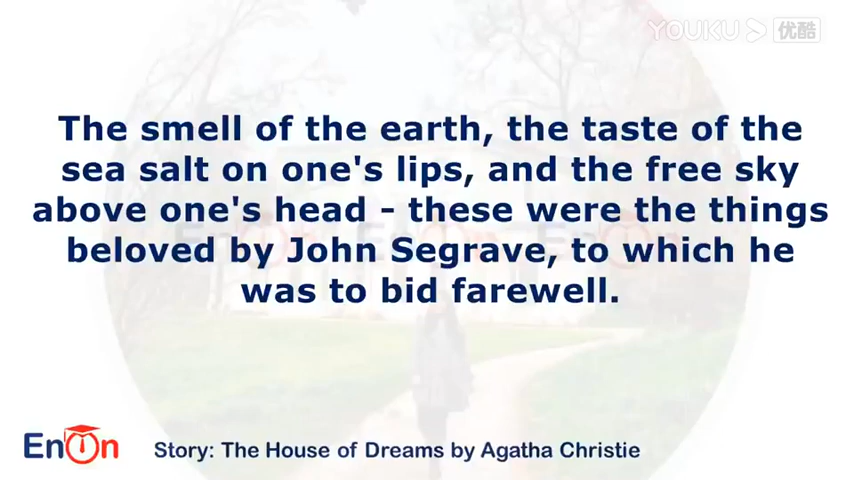 YOUKU 优酷
The smell of the earth, the taste of the
sea salt on one's lips, and the free sky
above one's head - these were the things
beloved by John Segrave, to which he
was to bid farewell.
EnOn
Story: The House of Dreams by Agatha Christie